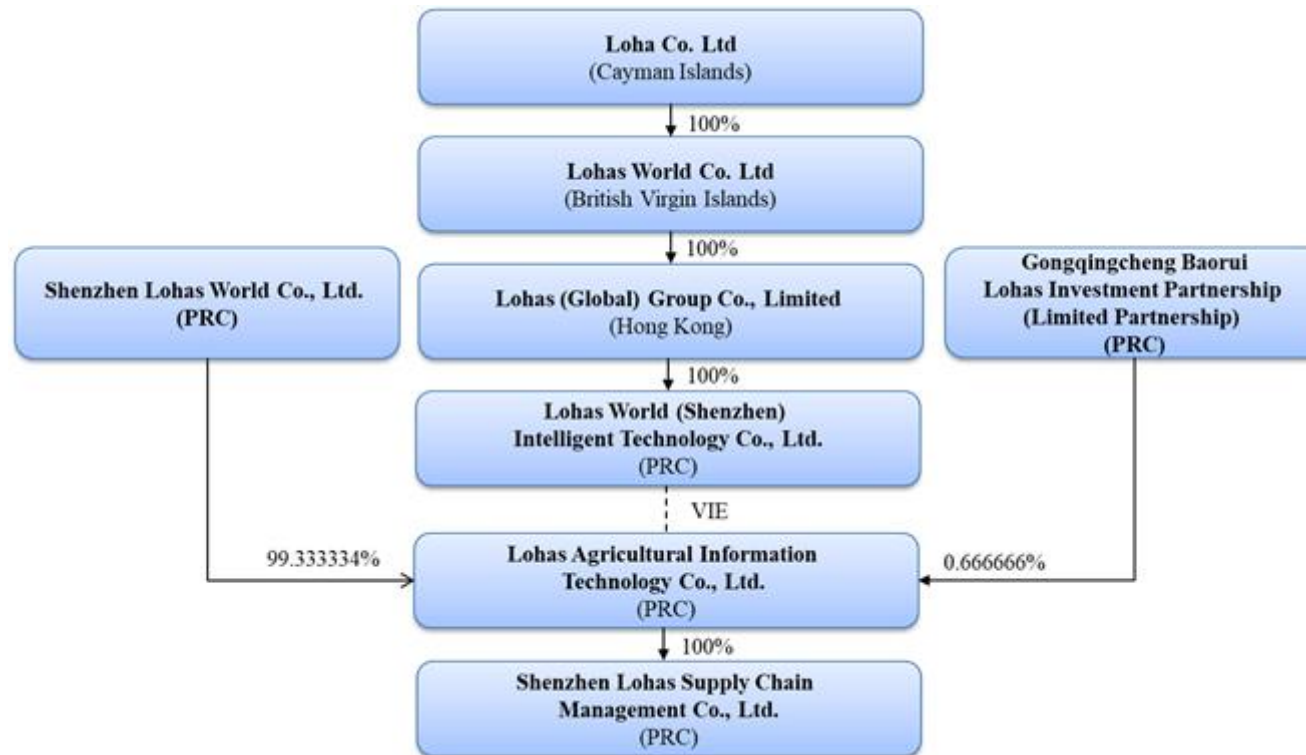 Loha Co. Ltd
(Cayman Islands)
100%
Lohas World Co. Ltd
(British Virgin Islands)
100%
Shenzhen Lohas World Co., Ltd.
(PRC)
Lohas (Global) Group Co., Limited
(Hong Kong)
Gongqingcheng Baorui
Lohas Investment Partnership
(Limited Partnership)
(PRC)
100%
Lohas World (Shenzhen)
Intelligent Technology Co., Ltd.
(PRC)
VIE
99.333334%
Lohas Agricultural Information
Technology Co., Ltd.
(PRC)
0.666666%
100%
Shenzhen Lohas Supply Chain
Management Co., Ltd.
(PRC)